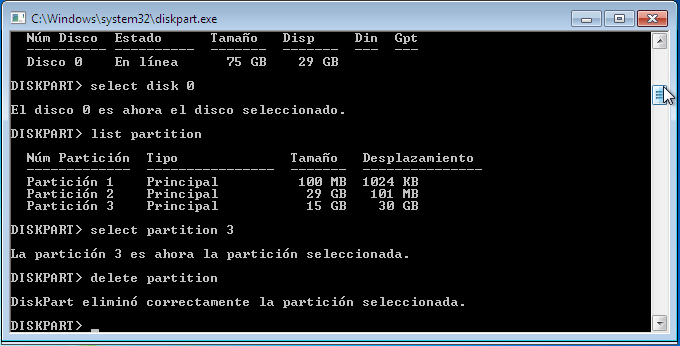 C:\Windows\system32\diskpart.exe
Núm Disco  Estado      Tamaño   Disp     Din  Gpt
----------  ----------  -------  -------  ---  ---
Disco 0    En línea      75 GB    29 GB
DISKPART> select disk 0
El disco 0 es ahora el disco seleccionado.
DISKPART> list partition
Núm Partición  Tipo              Tamaño   Desplazamiento
-------------  ----------------  -------  ---------------
Partición 1    Principal          100 MB  1024 KB
Partición 2    Principal           29 GB   101 MB
Partición 3    Principal           15 GB    30 GB
DISKPART> select partition 3
La partición 3 es ahora la partición seleccionada.
DISKPART> delete partition
DiskPart eliminó correctamente la partición seleccionada.
DISKPART> _